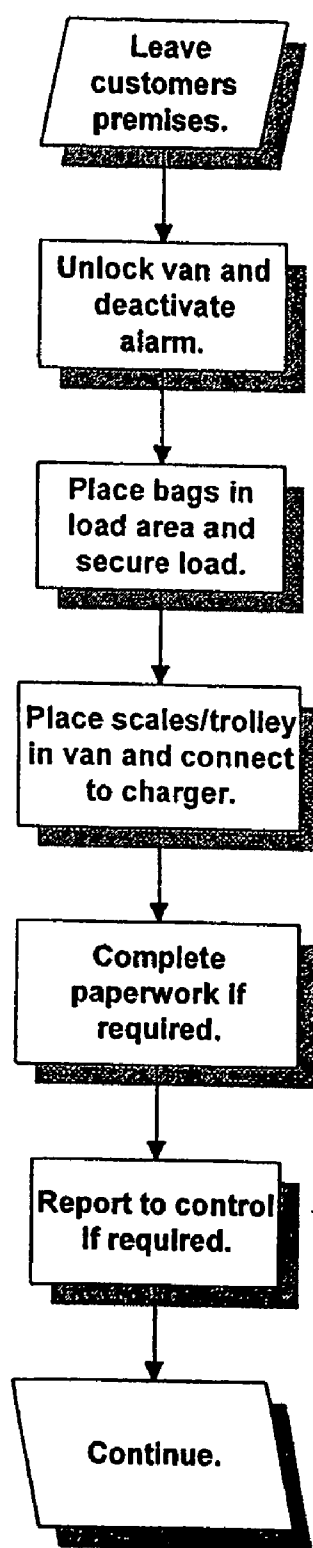 Leave
customers
premises.
Unlock van and
deactivate
alarm.
Place bags in
load area and
secure load.
Place scales/trolley
in van and connect
to charger.
Complete
paperwork if
required.
Report to control
if required.
Continue.